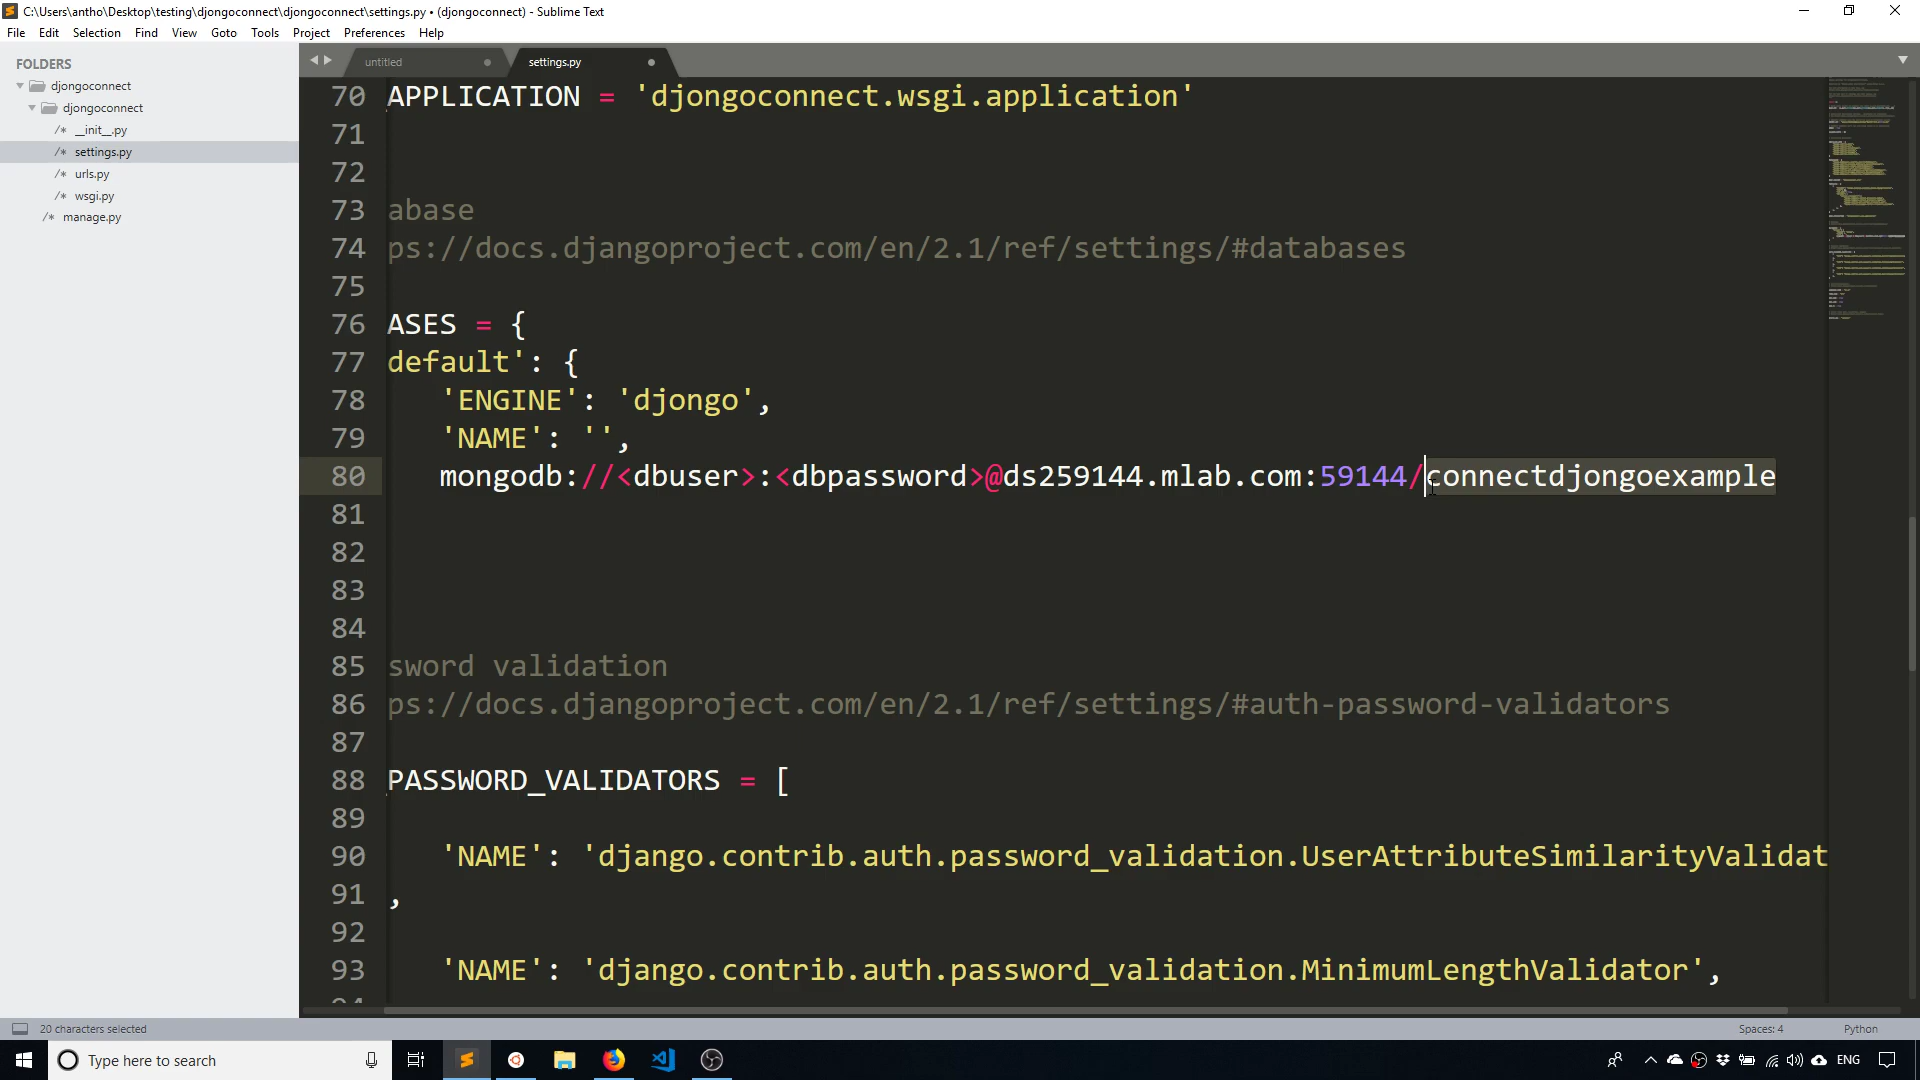 C:\Users\antho\Desktop\testing\djongoconnect\djongoconnect\settings.py • (djongoconnect) - Sublime Text
File Edit Selection Find View Goto Tools Project Preferences Help
FOLDERS
djongoconnect
djongoconnect
/* __init__.py
/* settings.py
/* urls.py
/* wsgi.py
/* manage.py
untitled
settings.py
70 APPLICATION = 'djongoconnect.wsgi.application'
71
72
73 abase
74 ps://docs.djangoproject.com/en/2.1/ref/settings/#databases
75
76 ASES = {
77 default': {
78 'ENGINE': 'djongo',
79 'NAME': '',
80 mongodb://<dbuser>:<dbpassword>@ds259144.mlab.com:59144/connectdjongoexample
81
82
83
84
85 sword validation
86 ps://docs.djangoproject.com/en/2.1/ref/settings/#auth-password-validators
87
88 PASSWORD_VALIDATORS = [
89
90 'NAME': 'django.contrib.auth.password_validation.UserAttributeSimilarityValidat
91 ,
92
93 'NAME': 'django.contrib.auth.password_validation.MinimumLengthValidator',
20 characters selected
Spaces: 4
Python
Type here to search
ENG